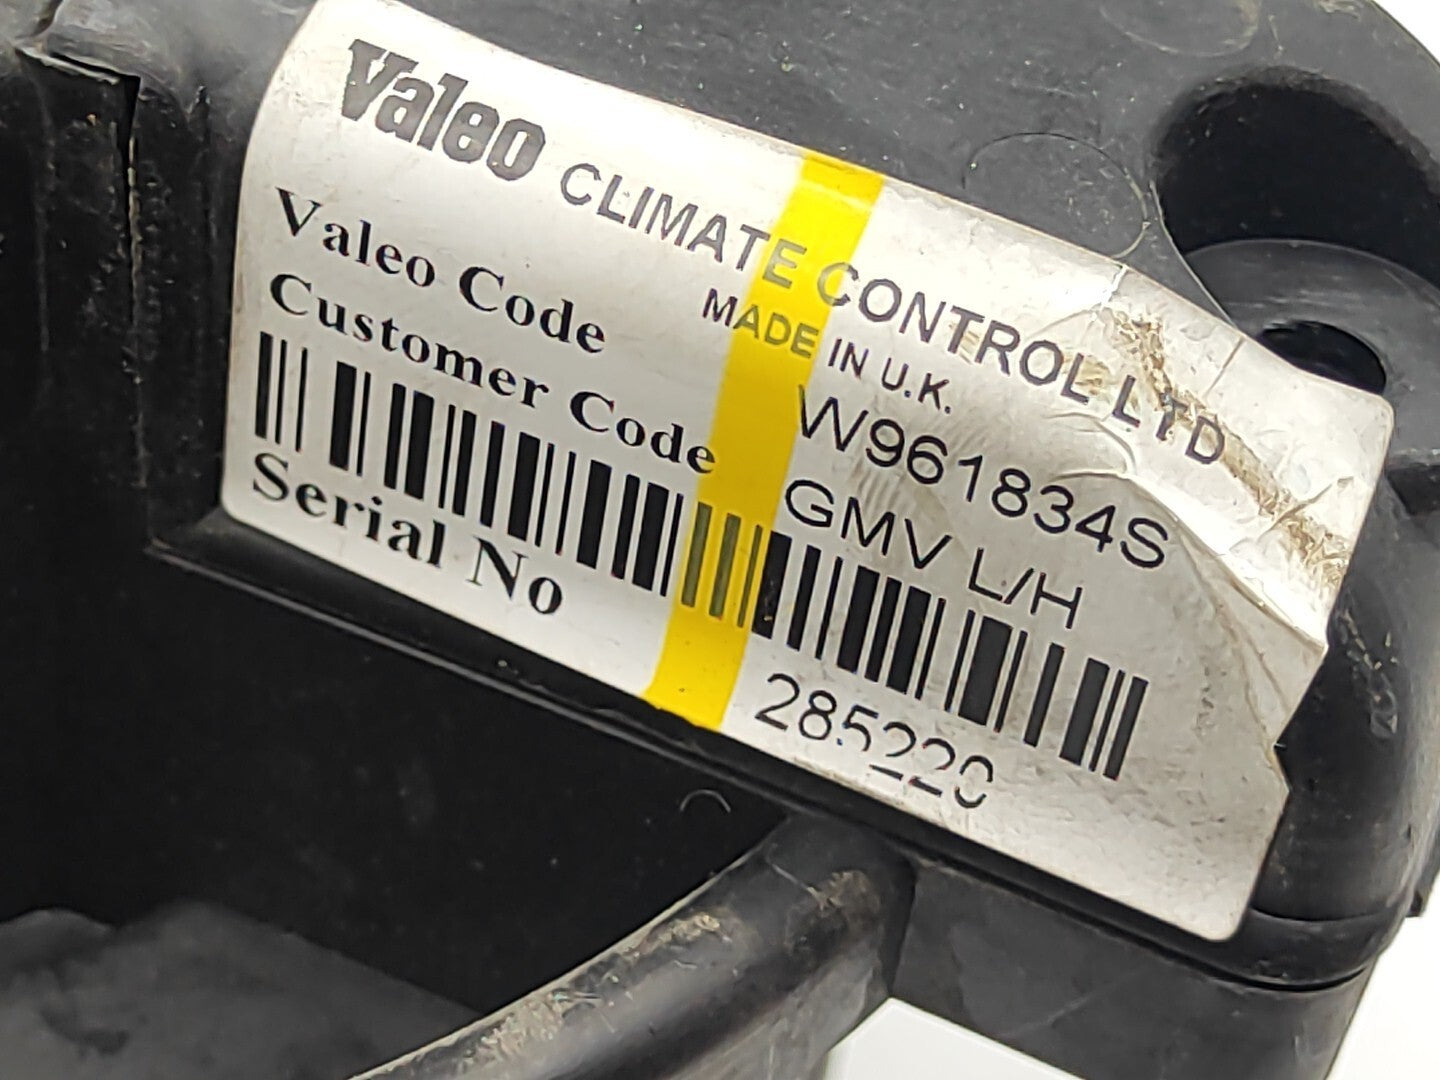 Valeo CLIMATE CONTROL LTD
MADE IN U.K.
Valeo Code W961834S
Customer Code GMV L/H
Serial No 285220